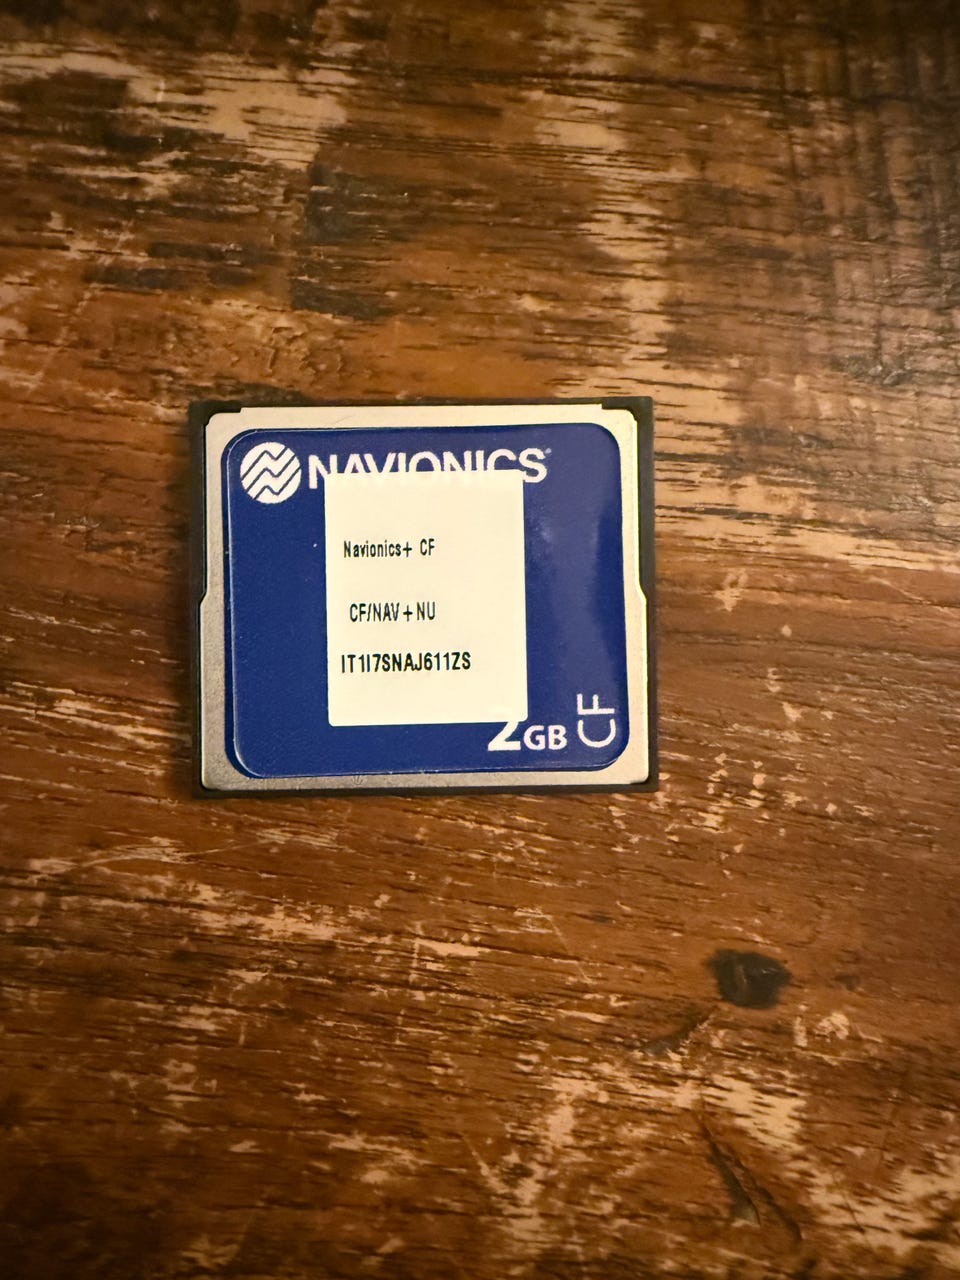 NAVIONICS®
Navionics+ CF
CF/NAV+NU
IT1I7SNAJ611ZS
2GB
CF